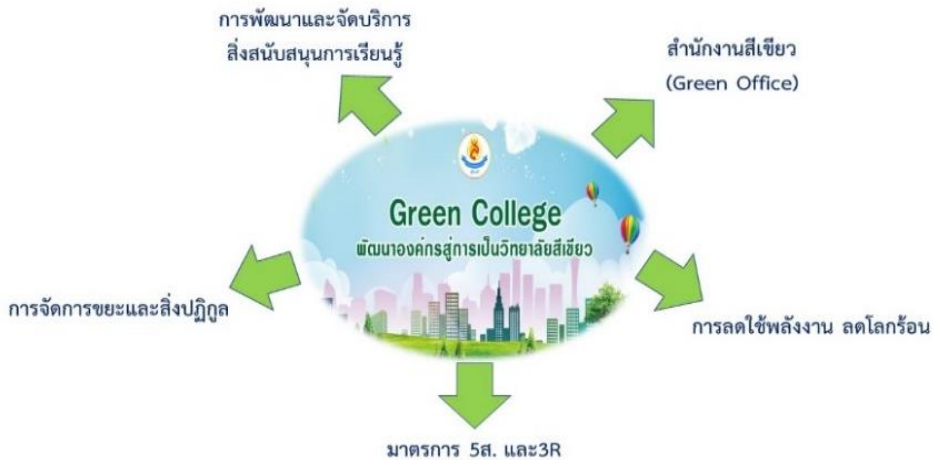 การพัฒนาและจัดบริการ
สิ่งสนับสนุนการเรียนรู้
สำนักงานสีเขียว
(Green Office)
Green College
พัฒนาองค์กรสู่การเป็นวิทยาลัยสีเขียว
การจัดการขยะและสิ่งปฏิกูล
การลดใช้พลังงาน ลดโลกร้อน
มาตรการ 5ส. และ3R